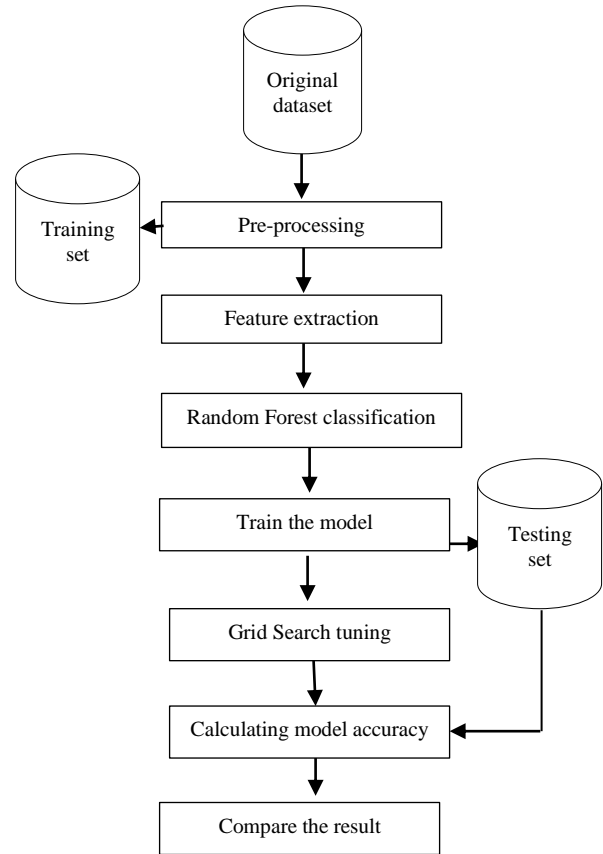 Original
dataset
Training
set
Pre-processing
Feature extraction
Random Forest classification
Train the model
Testing
set
Grid Search tuning
Calculating model accuracy
Compare the result